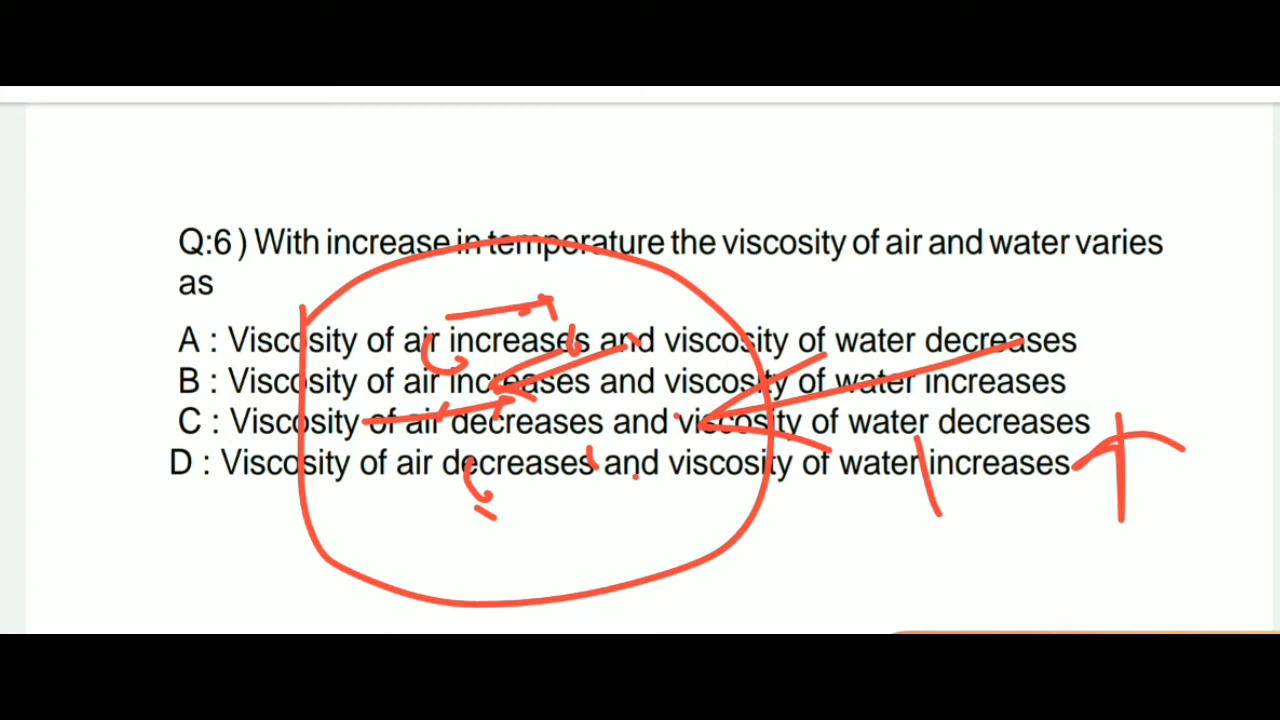 Q:6 ) With increase in temperature the viscosity of air and water varies
as
A : Viscosity of air increases and viscosity of water decreases
B : Viscosity of air increases and viscosity of water increases
C : Viscosity of air decreases and viscosity of water decreases
D : Viscosity of air decreases and viscosity of water increases